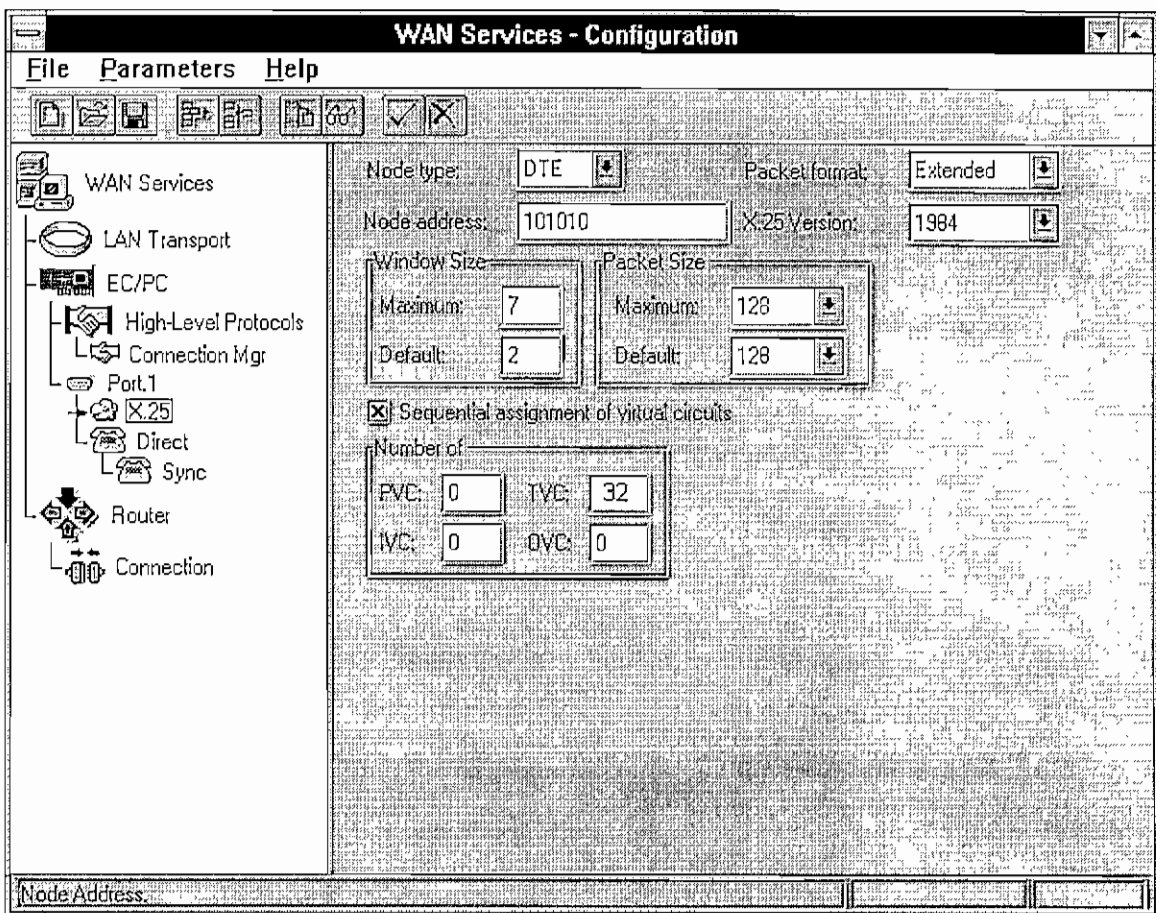 WAN Services - Configuration
File Parameters Help
WAN Services
LAN Transport
EC/PC
High-Level Protocols
Connection Mgr
Port.1
X.25
Direct
Sync
Router
Connection
Node type: DTE Packet format: Extended
Node address: 101010 X.25 Version: 1984
Window Size Packet Size
Maximum: 7 Maximum: 128
Default: 2 Default: 128
Sequential assignment of virtual circuits
Number of
PVC: 0 TVC: 32
IVC: 0 OVC: 0
Node Address.